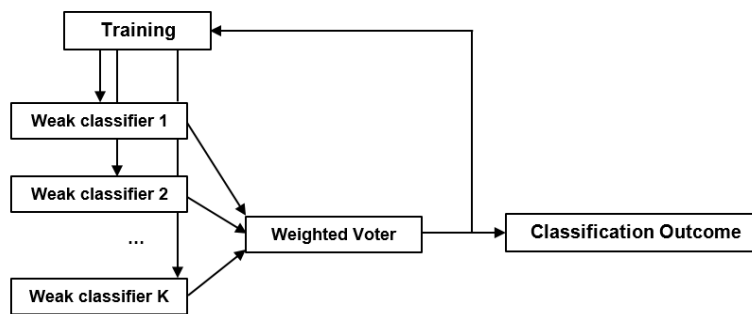 Training
Weak classifier 1
Weak classifier 2
...
Weak classifier K
Weighted Voter
Classification Outcome